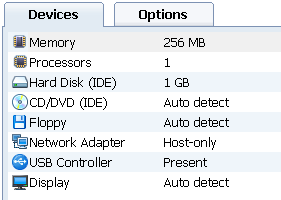 Devices Options
Memory 256 MB
Processors 1
Hard Disk (IDE) 1 GB
CD/DVD (IDE) Auto detect
Floppy Auto detect
Network Adapter Host-only
USB Controller Present
Display Auto detect